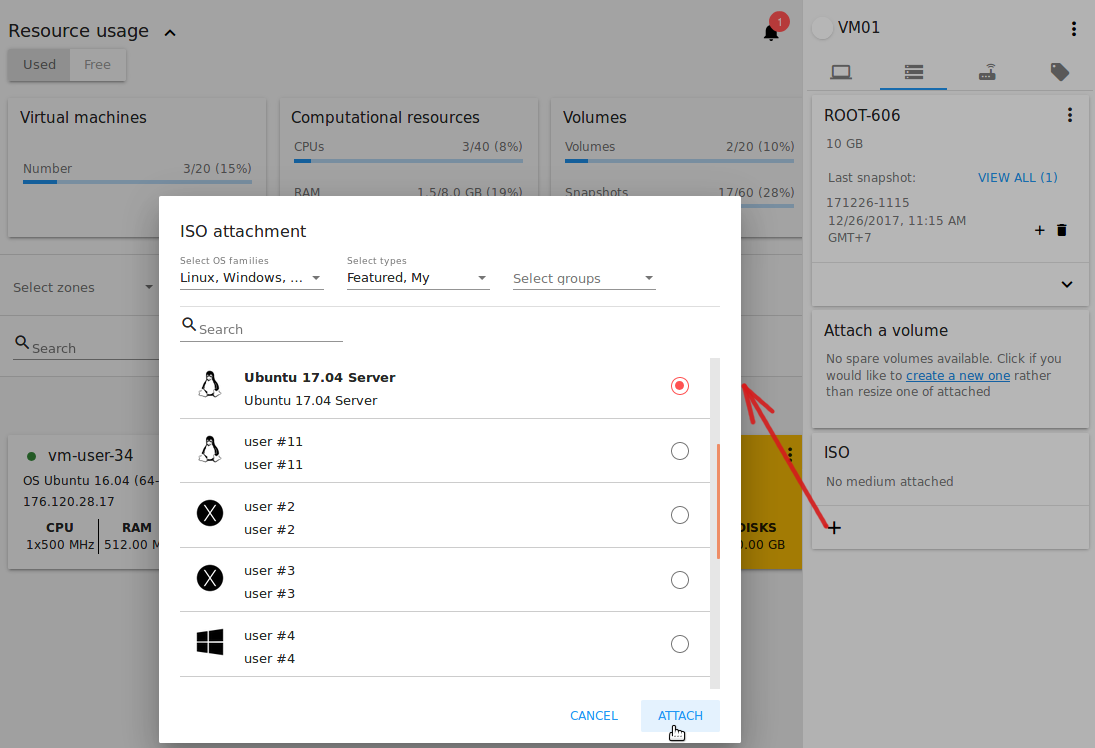 Resource usage
1
Used
Free
Virtual machines
Number 3/20 (15%)
Computational resources
CPUs 3/40 (8%)
RAM 1.5/8.0 GB (19%)
Volumes
Volumes 2/20 (10%)
Snapshots 17/60 (28%)
Select zones
Search
vm-user-34
OS Ubuntu 16.04 (64-
176.120.28.17
CPU RAM
1x500 MHz 512.00 M
DISKS
0.00 GB
ISO attachment
Select OS families
Linux, Windows, ...
Select types
Featured, My
Select groups
Search
Ubuntu 17.04 Server
Ubuntu 17.04 Server
user #11
user #11
user #2
user #2
user #3
user #3
user #4
user #4
CANCEL
ATTACH
VM01
ROOT-606
10 GB
Last snapshot: VIEW ALL (1)
171226-1115
12/26/2017, 11:15 AM
GMT+7
Attach a volume
No spare volumes available. Click if you
would like to create a new one rather
than resize one of attached
ISO
No medium attached